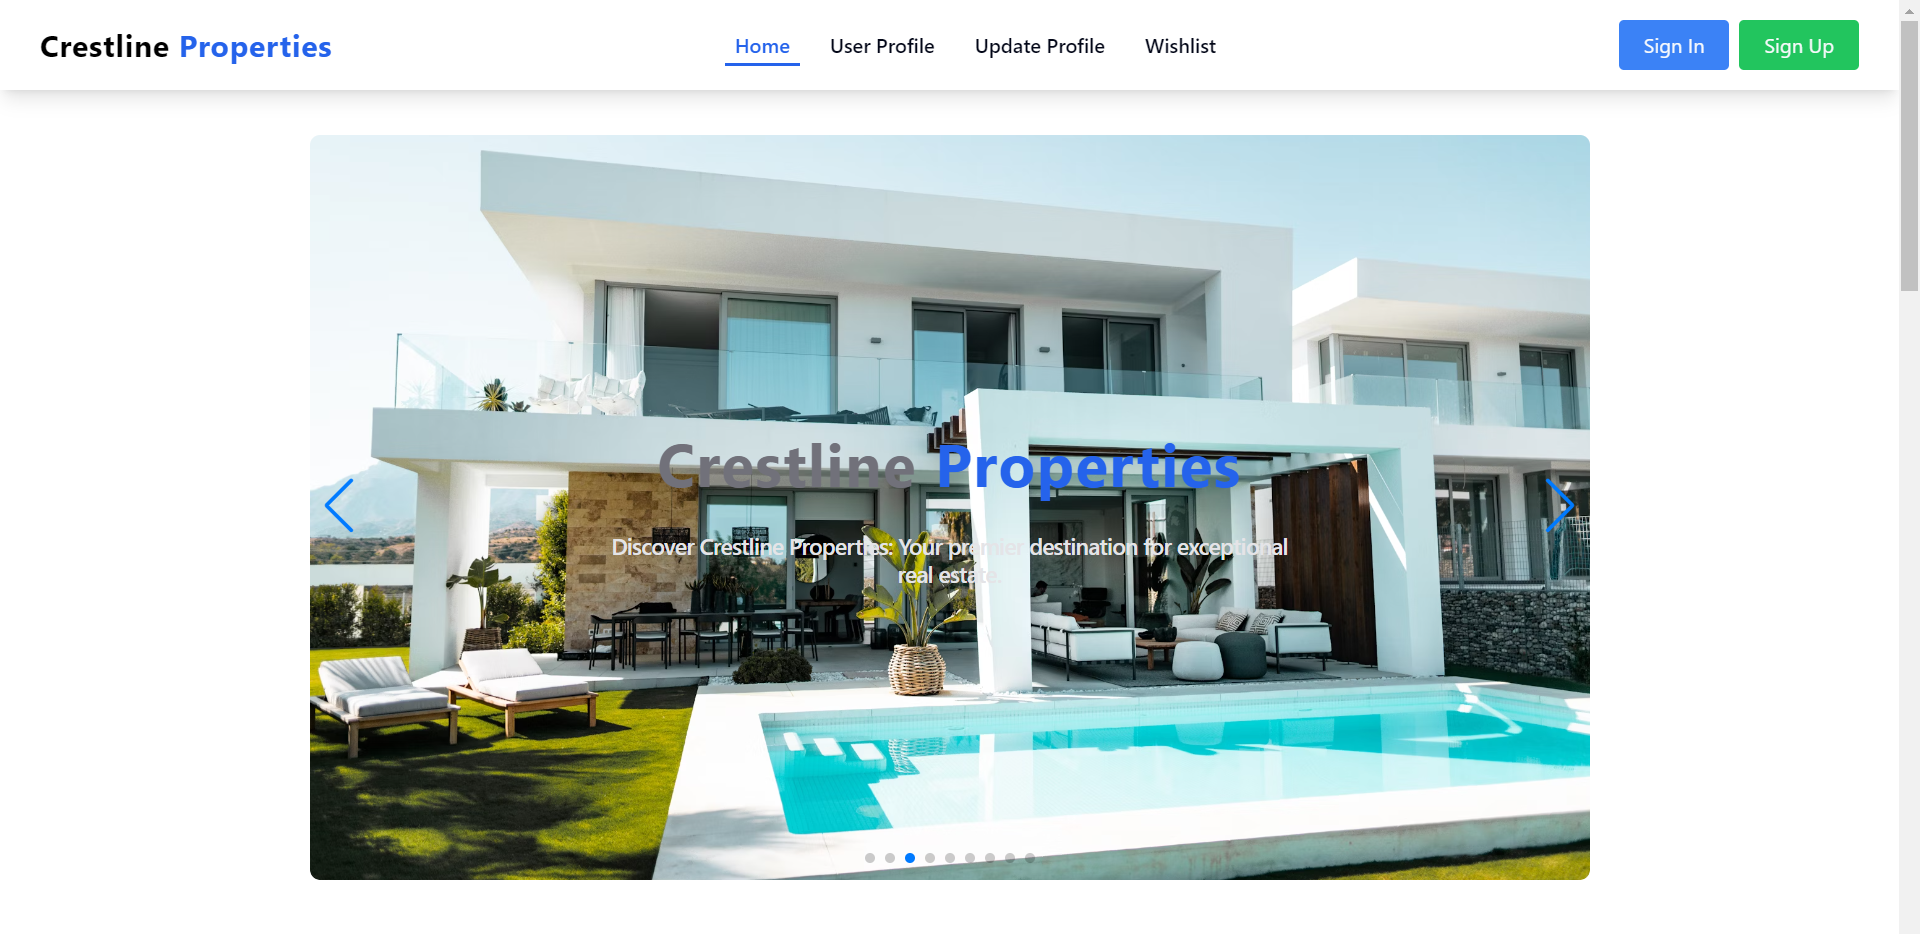 Crestline Properties
Home
User Profile
Update Profile
Wishlist
Sign In
Sign Up
Crestline Properties
Discover Crestline Properties: Your premier destination for exceptional
real estate.